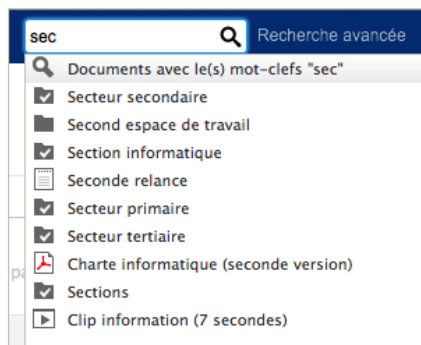 sec Recherche avancée
Documents avec le(s) mot-clefs "sec"
Secteur secondaire
Second espace de travail
Section informatique
Seconde relance
Secteur primaire
Secteur tertiaire
Charte informatique (seconde version)
Sections
Clip information (7 secondes)